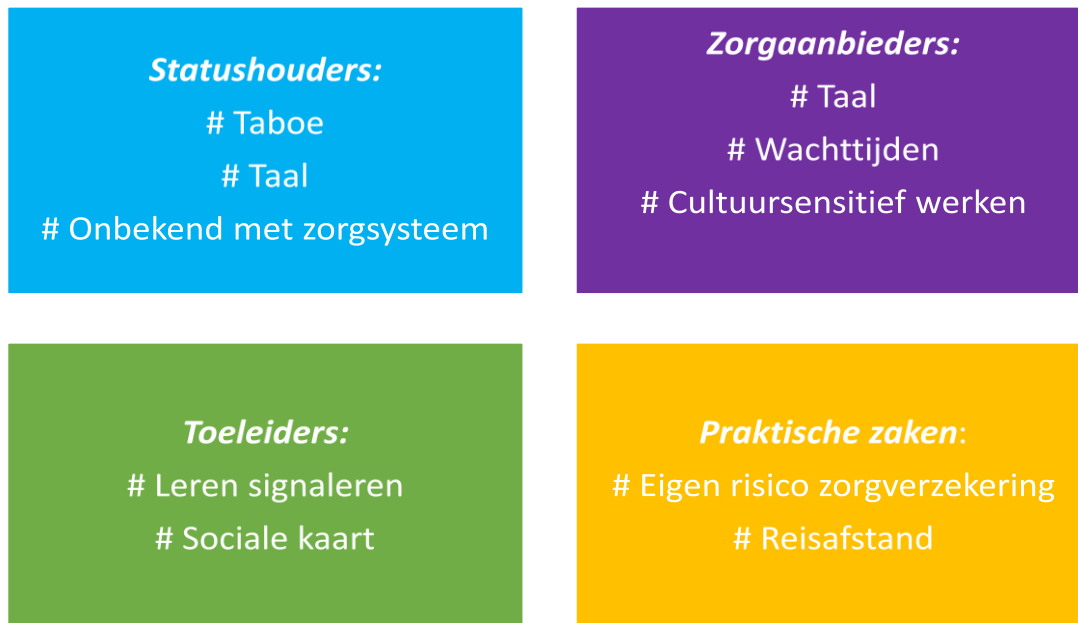 Statushouders:
# Taboe
# Taal
# Onbekend met zorgsysteem
Zorgaanbieders:
# Taal
# Wachttijden
# Cultuursensitief werken
Toeleiders:
# Leren signaleren
# Sociale kaart
Praktische zaken:
# Eigen risico zorgverzekering
# Reisafstand